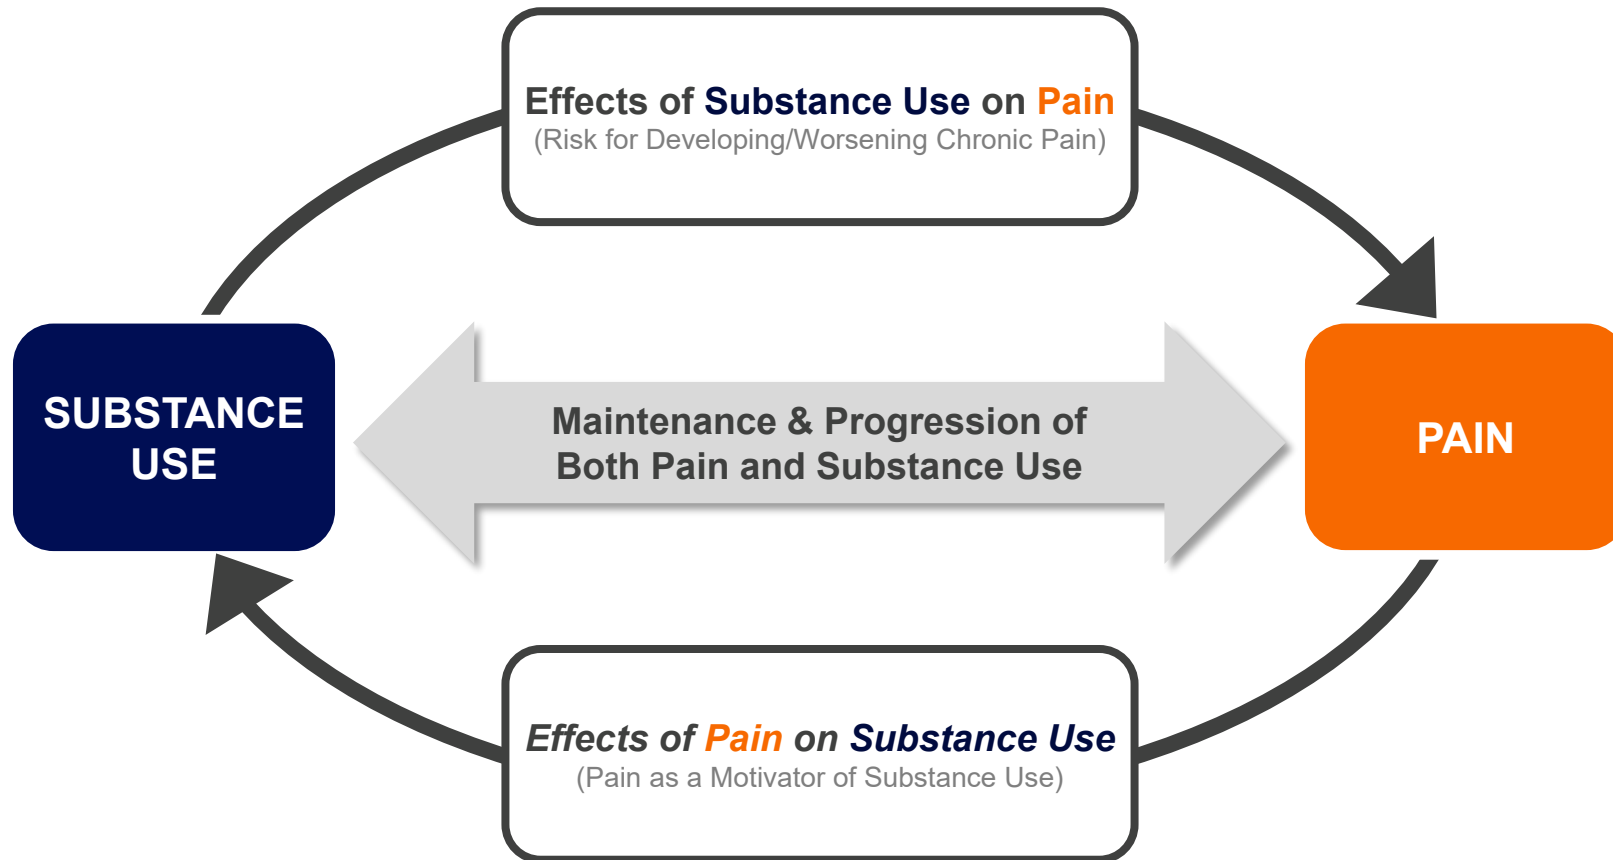 Effects of Substance Use on Pain
(Risk for Developing/Worsening Chronic Pain)
SUBSTANCE
USE
Maintenance & Progression of
Both Pain and Substance Use
PAIN
Effects of Pain on Substance Use
(Pain as a Motivator of Substance Use)